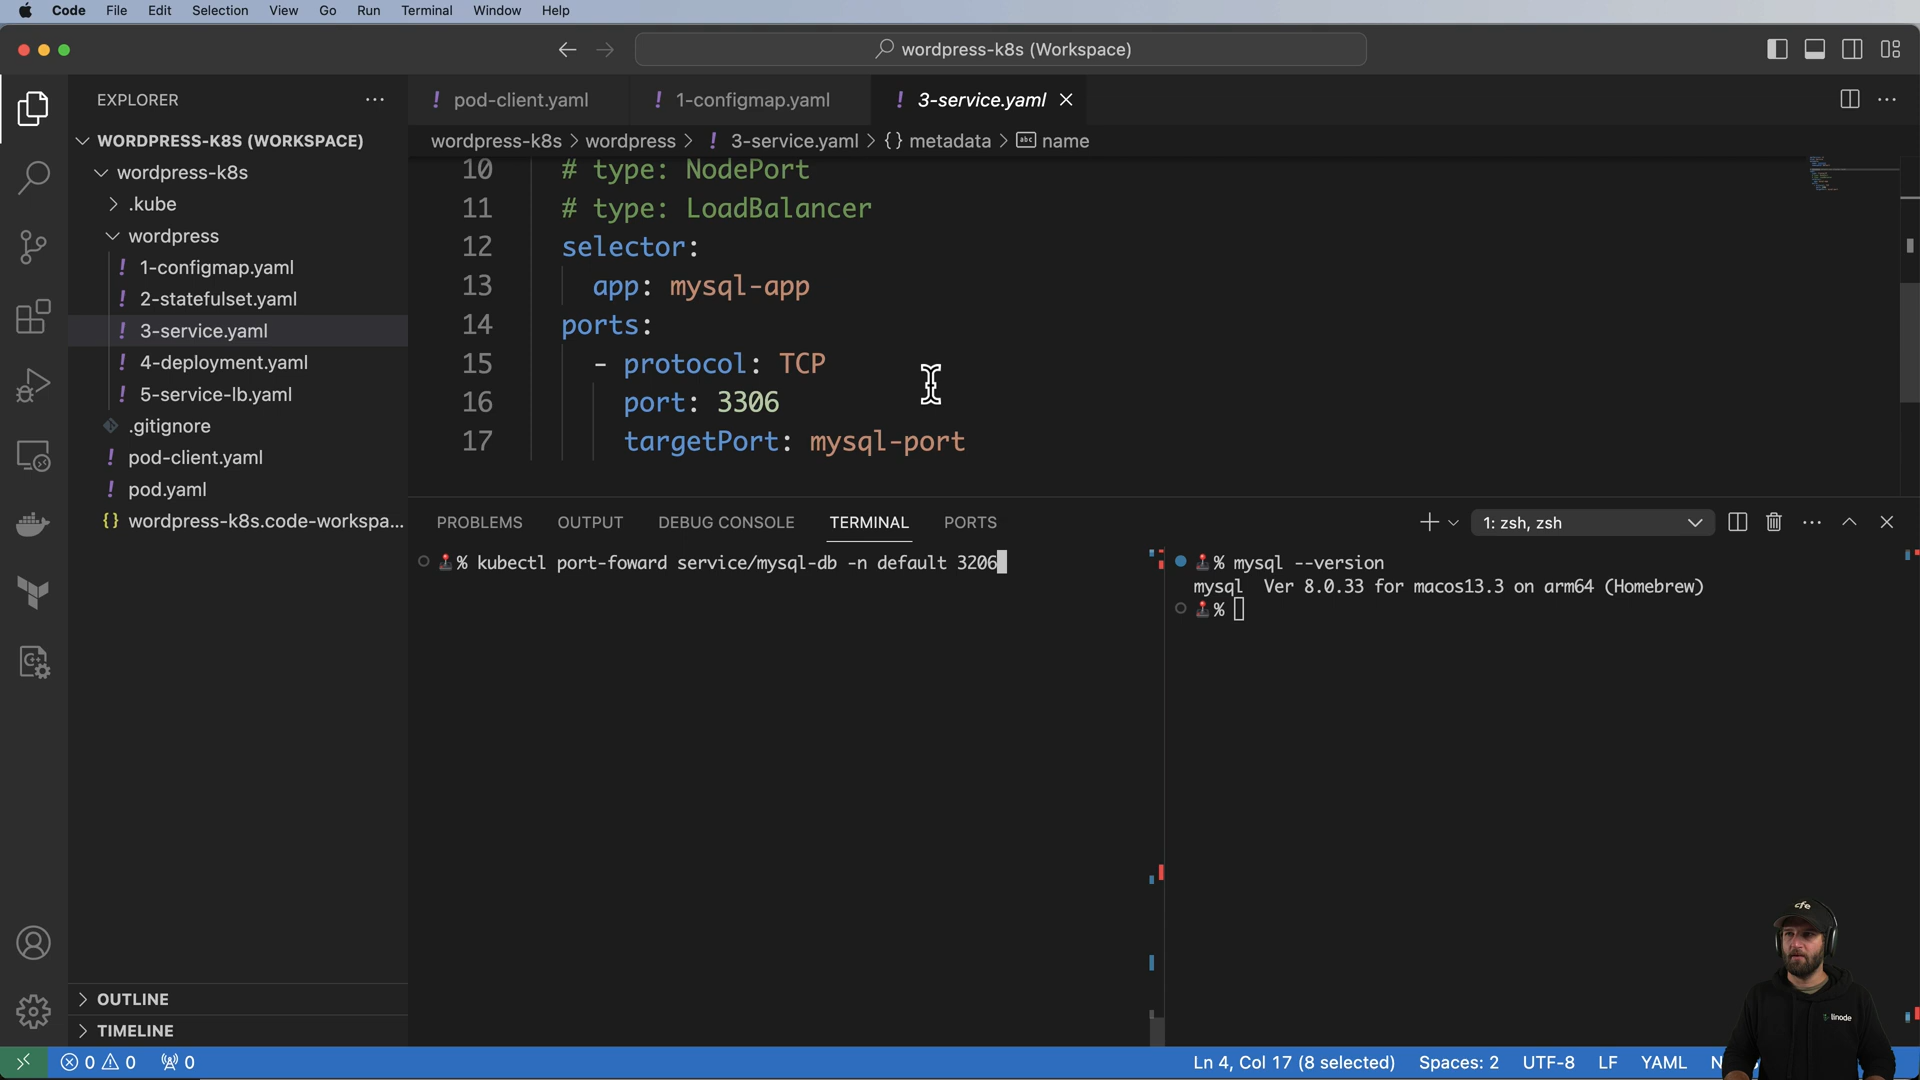 Code File Edit Selection View Go Run Terminal Window Help
wordpress-k8s (Workspace)
EXPLORER
pod-client.yaml
1-configmap.yaml
3-service.yaml
WORDPRESS-K8S (WORKSPACE)
wordpress-k8s > wordpress > ! 3-service.yaml > {} metadata > abc name
wordpress-k8s
.kube
wordpress
! 1-configmap.yaml
! 2-statefulset.yaml
! 3-service.yaml
! 4-deployment.yaml
! 5-service-lb.yaml
.gitignore
! pod-client.yaml
! pod.yaml
{} wordpress-k8s.code-workspa...
10 # type: NodePort
11 # type: LoadBalancer
12 selector:
13 app: mysql-app
14 ports:
15 - protocol: TCP
16 port: 3306
17 targetPort: mysql-port
PROBLEMS OUTPUT DEBUG CONSOLE TERMINAL PORTS
1: zsh, zsh
% kubectl port-foward service/mysql-db -n default 3206
% mysql --version
mysql Ver 8.0.33 for macos13.3 on arm64 (Homebrew)
%
OUTLINE
TIMELINE
cfe
linode
0 0 0
Ln 4, Col 17 (8 selected) Spaces: 2 UTF-8 LF YAML